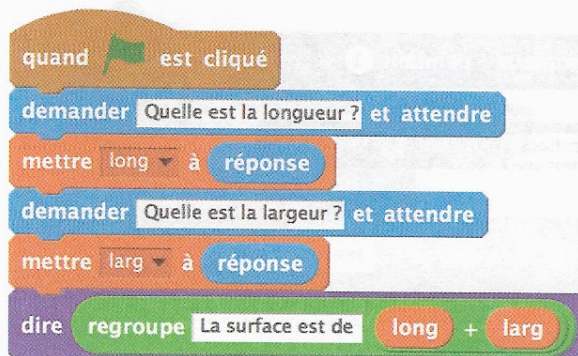 quand est cliqué
demander Quelle est la longueur ? et attendre
mettre long à réponse
demander Quelle est la largeur ? et attendre
mettre larg à réponse
dire regroupe La surface est de long + larg